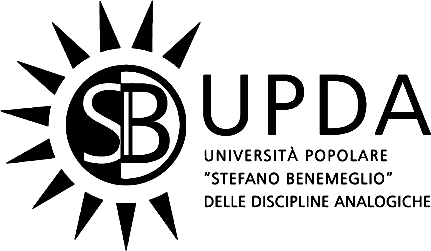 SB
UPDA
UNIVERSITÀ POPOLARE
"STEFANO BENEMEGLIO"
DELLE DISCIPLINE ANALOGICHE